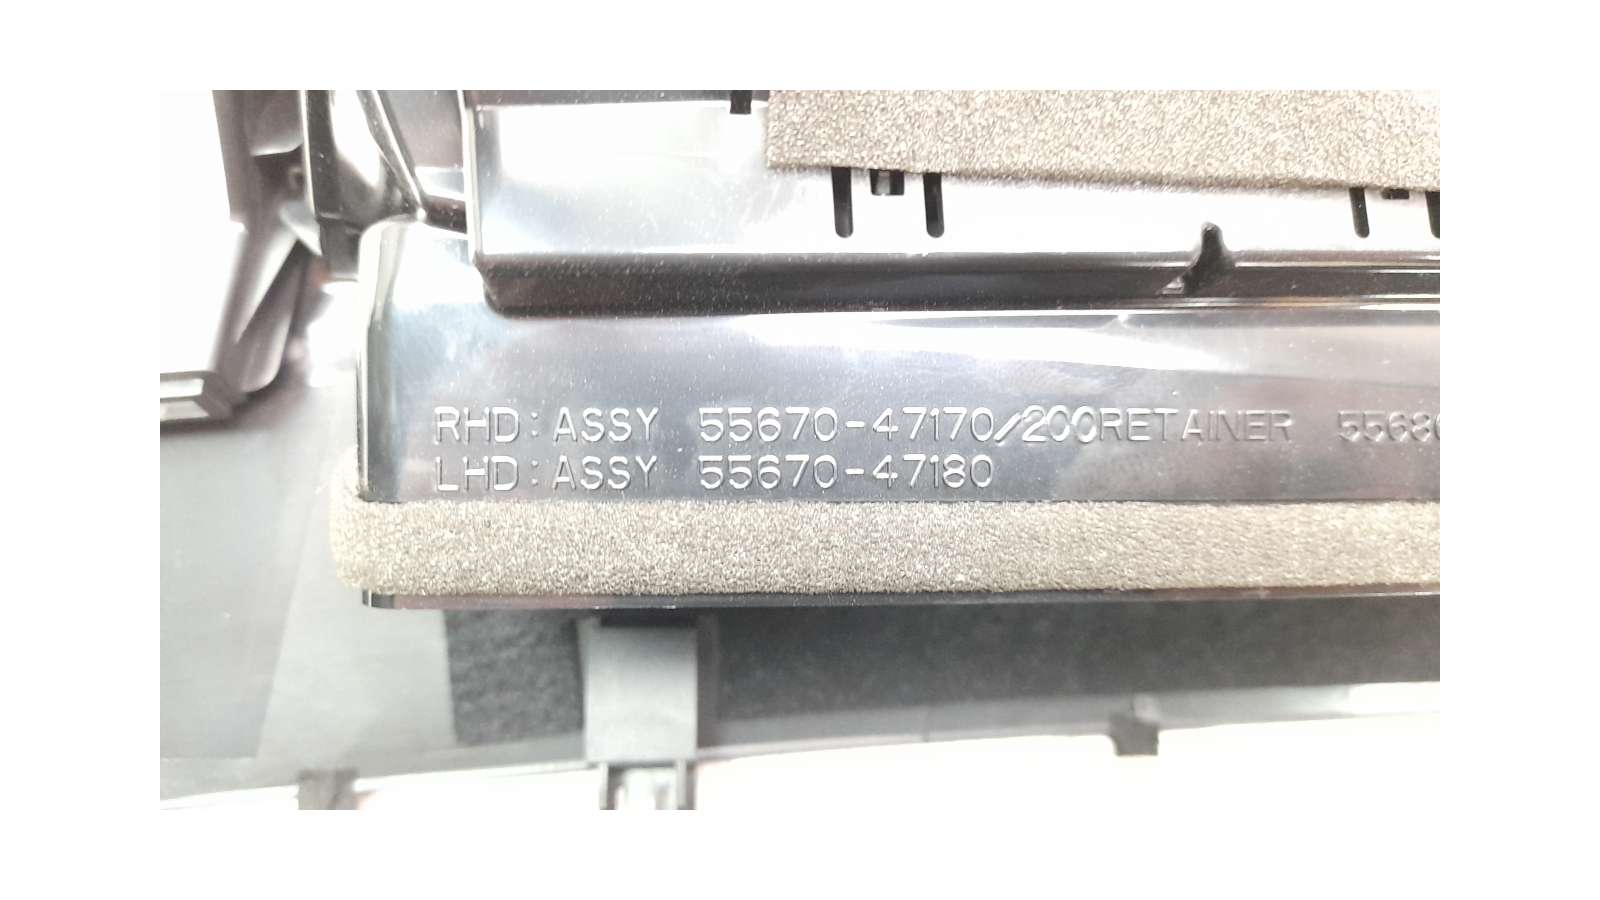 RHD:ASSY 55670-47170/200RETAINER
LHD:ASSY 55670-47180